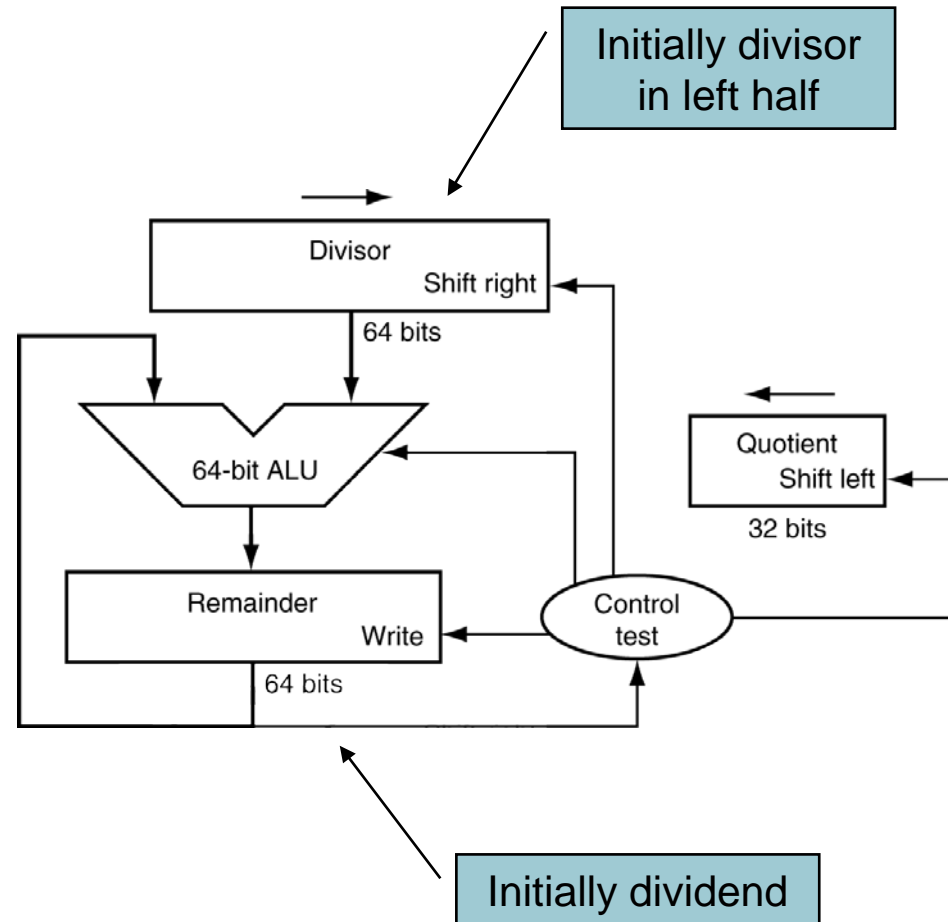 Initially divisor
in left half
Divisor
Shift right
64 bits
64-bit ALU
Quotient
Shift left
32 bits
Remainder
Write
Control
test
64 bits
Initially dividend